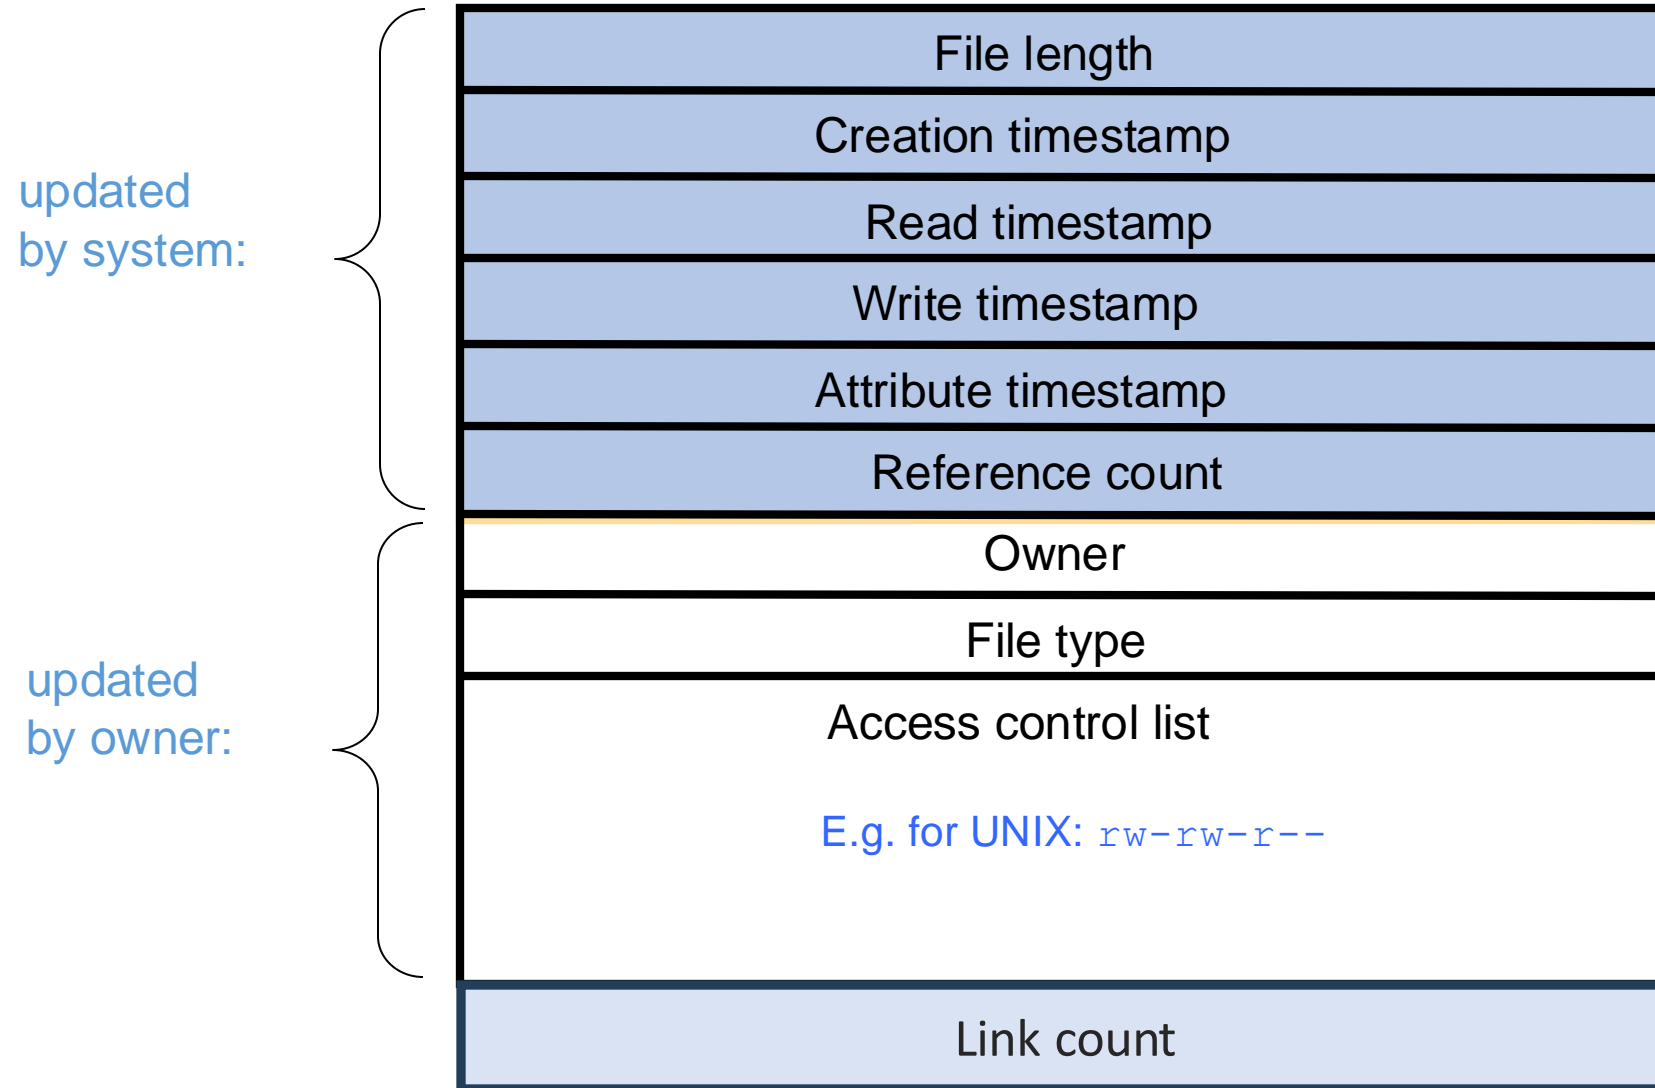 File length
Creation timestamp
Read timestamp
Write timestamp
Attribute timestamp
Reference count
updated
by system:
Owner
File type
Access control list
E.g. for UNIX: rw-rw-r--
updated
by owner:
Link count